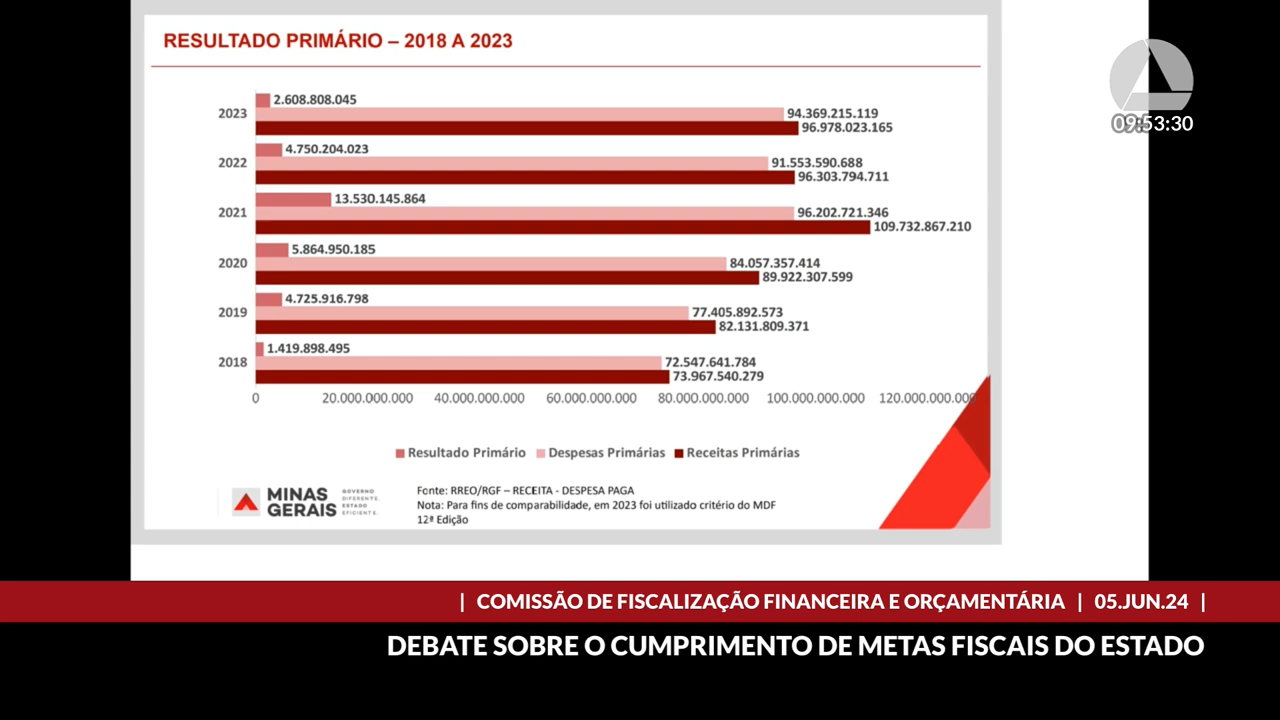 RESULTADO PRIMÁRIO – 2018 A 2023
09:53:30
2.608.808.045
2023
94.369.215.119
96.978.023.165
4.750.204.023
2022
91.553.590.688
96.303.794.711
13.530.145.864
2021
96.202.721.346
109.732.867.210
5.864.950.185
2020
84.057.357.414
89.922.307.599
4.725.916.798
2019
77.405.892.573
82.131.809.371
1.419.898.495
2018
72.547.641.784
73.967.540.279
0 20.000.000.000 40.000.000.000 60.000.000.000 80.000.000.000 100.000.000.000 120.000.000.000
Resultado Primário Despesas Primárias Receitas Primárias
MINAS
GERAIS
GOVERNO
DIFERENTE.
ESTADO
EFICIENTE.
Fonte: RREO/RGF – RECEITA - DESPESA PAGA
Nota: Para fins de comparabilidade, em 2023 foi utilizado critério do MDF
12ª Edição
| COMISSÃO DE FISCALIZAÇÃO FINANCEIRA E ORÇAMENTÁRIA | 05.JUN.24 |
DEBATE SOBRE O CUMPRIMENTO DE METAS FISCAIS DO ESTADO